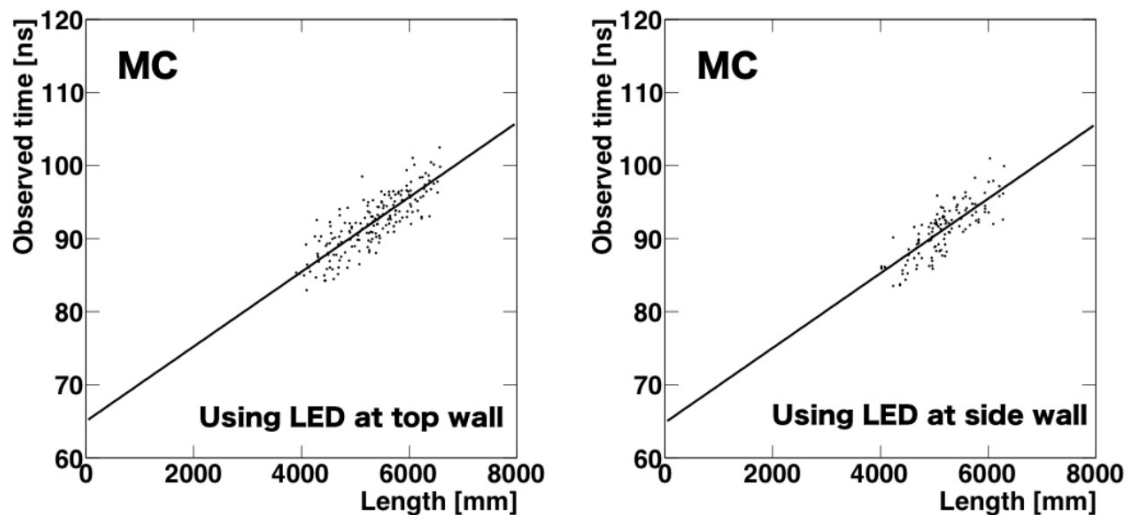 120
110
100
90
80
70
60
Observed time [ns]
MC
Using LED at top wall
0 2000 4000 6000 8000
Length [mm]
120
110
100
90
80
70
60
Observed time [ns]
MC
Using LED at side wall
0 2000 4000 6000 8000
Length [mm]